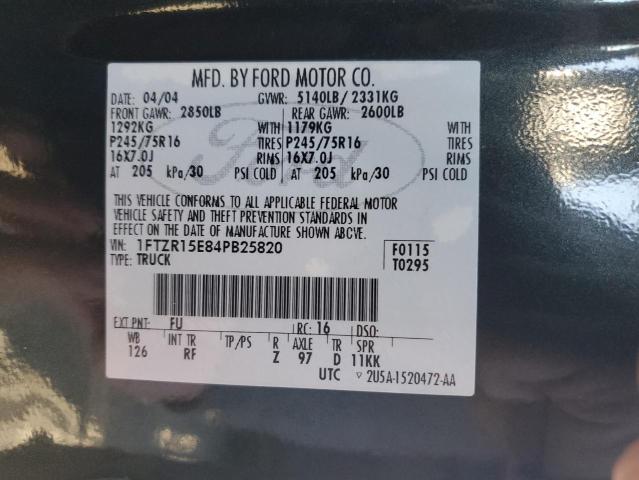 MFD. BY FORD MOTOR CO.
DATE: 04/04 GVWR: 5140LB/ 2331KG
FRONT GAWR: 2850LB REAR GAWR: 2600LB
1292KG WITH 1179KG WITH
P245/75R16 TIRES P245/75R16 TIRES
16X7.0J RIMS 16X7.0J RIMS
AT 205 kPa/30 PSI COLD AT 205 kPa/30 PSI COLD
THIS VEHICLE CONFORMS TO ALL APPLICABLE FEDERAL MOTOR
VEHICLE SAFETY AND THEFT PREVENTION STANDARDS IN
EFFECT ON THE DATE OF MANUFACTURE SHOWN ABOVE.
VIN: 1FTZR15E84PB25820 F0115
TYPE: TRUCK T0295
EXT PNT: FU RC: 16 DSO:
WB INT TR TP/PS R AXLE TR SPR
126 RF Z 97 D 11KK
UTC ▽ 2U5A-1520472-AA
Ford